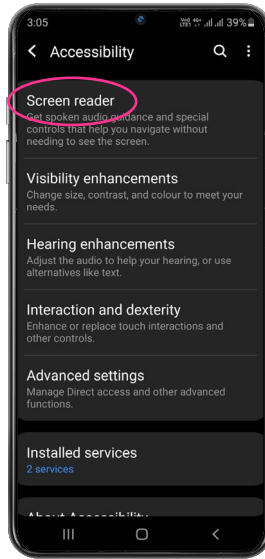 3:05
39%
Accessibility
Screen reader
Get spoken audio guidance and special
controls that help you navigate without
needing to see the screen.
Visibility enhancements
Change size, contrast, and colour to meet your
needs.
Hearing enhancements
Adjust the audio to help your hearing, or use
alternatives like text.
Interaction and dexterity
Enhance or replace touch interactions and
other controls.
Advanced settings
Manage Direct access and other advanced
functions.
Installed services
2 services
About Accessibility